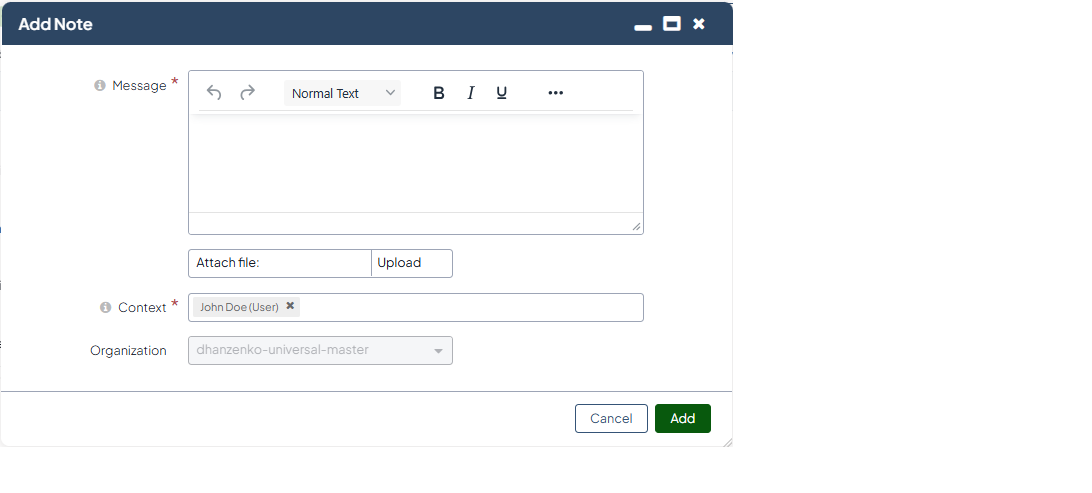 Add Note
Message *
Normal Text B I U
Attach file: Upload
Context * John Doe (User)
Organization dhanzenko-universal-master
Cancel Add